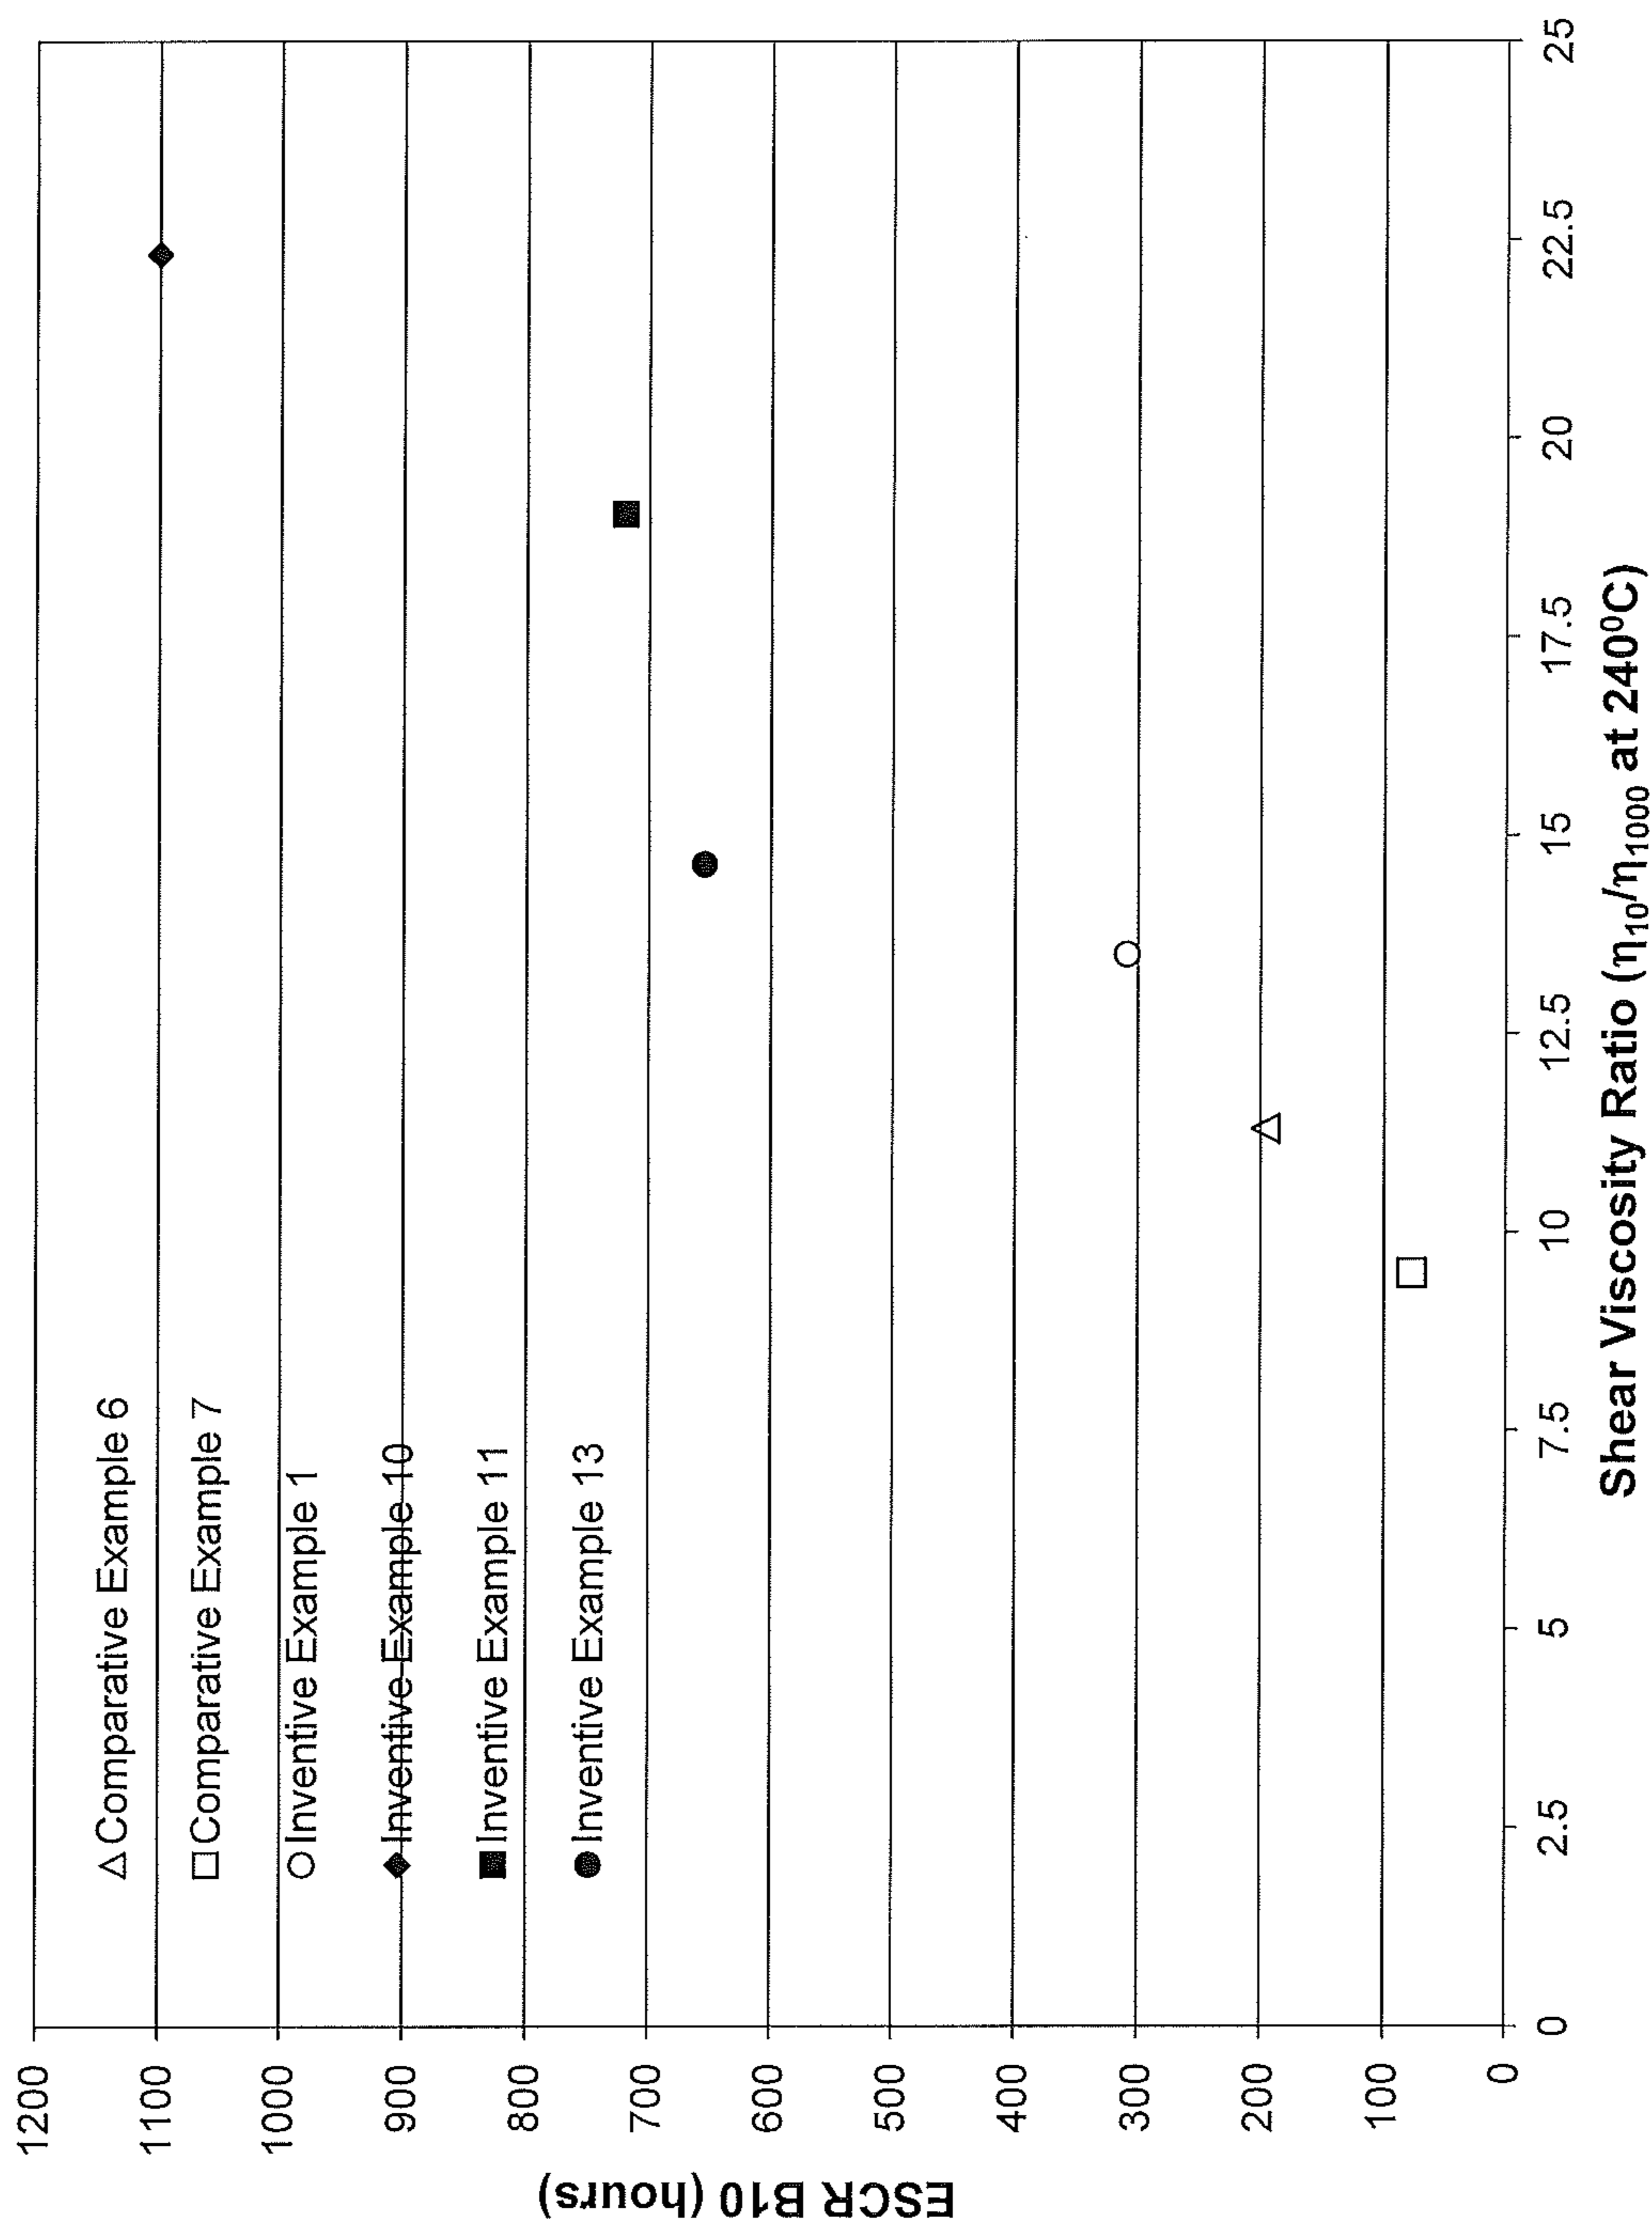 ESCR B10 (hours)
1200
1100
1000
900
800
700
600
500
400
300
200
100
0
Comparative Example 6
Comparative Example 7
Inventive Example 1
Inventive Example 10
Inventive Example 11
Inventive Example 13
0 2.5 5 7.5 10 12.5 15 17.5 20 22.5 25
Shear Viscosity Ratio (η10/η1000 at 240⁰C)